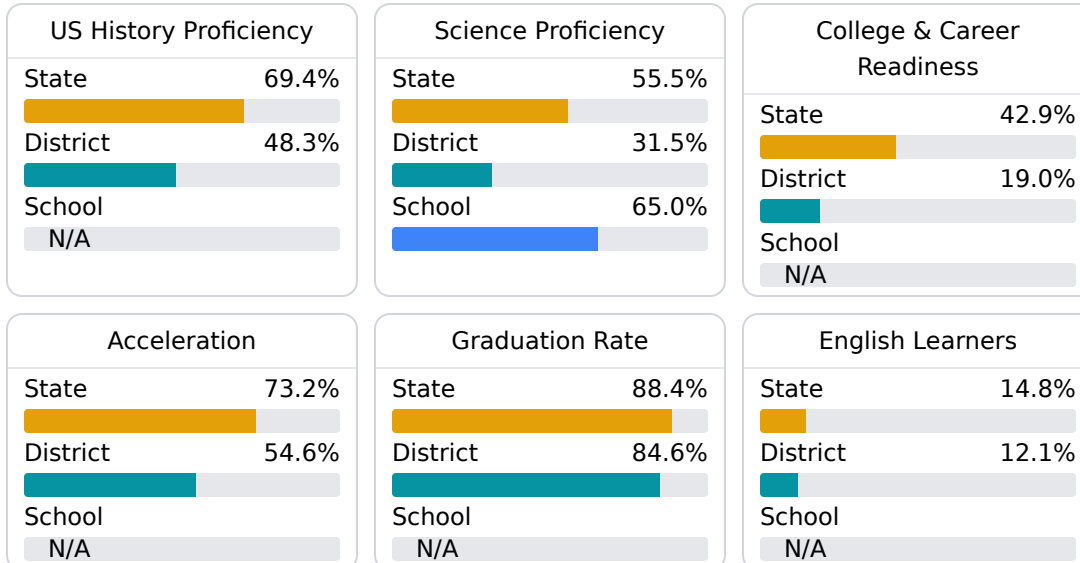 US History Proficiency
State 69.4%
District 48.3%
School
N/A
Science Proficiency
State 55.5%
District 31.5%
School 65.0%
College & Career
Readiness
State 42.9%
District 19.0%
School
N/A
Acceleration
State 73.2%
District 54.6%
School
N/A
Graduation Rate
State 88.4%
District 84.6%
School
N/A
English Learners
State 14.8%
District 12.1%
School
N/A